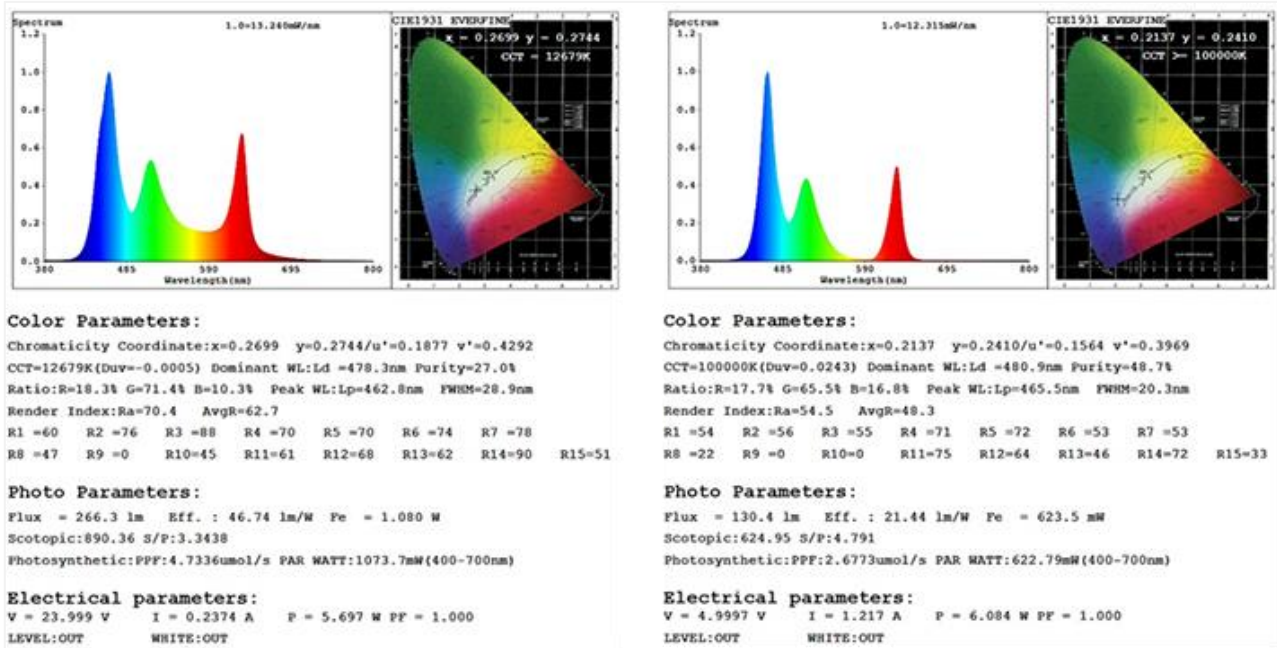 Spectrum
1.0=13.240mW/nm
1.2
1.0
0.8
0.6
0.4
0.2
0.0
380 485 590 695 800
Wavelength(nm)
CIE1931 EVERFINE
x = 0.2699 y = 0.2744
CCT = 12679K
Color Parameters:
Chromaticity Coordinate:x=0.2699 y=0.2744/u'=0.1877 v'=0.4292
CCT=12679K(Duv=-0.0005) Dominant WL:Ld =478.3nm Purity=27.0%
Ratio:R=18.3% G=71.4% B=10.3% Peak WL:Lp=462.8nm FWHM=28.9nm
Render Index:Ra=70.4 AvgR=62.7
R1 =60 R2 =76 R3 =88 R4 =70 R5 =70 R6 =74 R7 =78
R8 =47 R9 =0 R10=45 R11=61 R12=68 R13=62 R14=90 R15=51
Photo Parameters:
Flux = 266.3 lm Eff. : 46.74 lm/W Fe = 1.080 W
Scotopic:890.36 S/P:3.3438
Photosynthetic:PPF:4.7336umol/s PAR WATT:1073.7mW(400-700nm)
Electrical parameters:
V = 23.999 V I = 0.2374 A P = 5.697 W PF = 1.000
LEVEL:OUT WHITE:OUT
Spectrum
1.0=12.315mW/nm
1.2
1.0
0.8
0.6
0.4
0.2
0.0
380 485 590 695 800
Wavelength(nm)
CIE1931 EVERFINE
x = 0.2137 y = 0.2410
CCT >= 100000K
Color Parameters:
Chromaticity Coordinate:x=0.2137 y=0.2410/u'=0.1564 v'=0.3969
CCT=100000K(Duv=0.0243) Dominant WL:Ld =480.9nm Purity=48.7%
Ratio:R=17.7% G=65.5% B=16.8% Peak WL:Lp=465.5nm FWHM=20.3nm
Render Index:Ra=54.5 AvgR=48.3
R1 =54 R2 =56 R3 =55 R4 =71 R5 =72 R6 =53 R7 =53
R8 =22 R9 =0 R10=0 R11=75 R12=64 R13=46 R14=72 R15=33
Photo Parameters:
Flux = 130.4 lm Eff. : 21.44 lm/W Fe = 623.5 mW
Scotopic:624.95 S/P:4.791
Photosynthetic:PPF:2.6773umol/s PAR WATT:622.79mW(400-700nm)
Electrical parameters:
V = 4.9997 V I = 1.217 A P = 6.084 W PF = 1.000
LEVEL:OUT WHITE:OUT